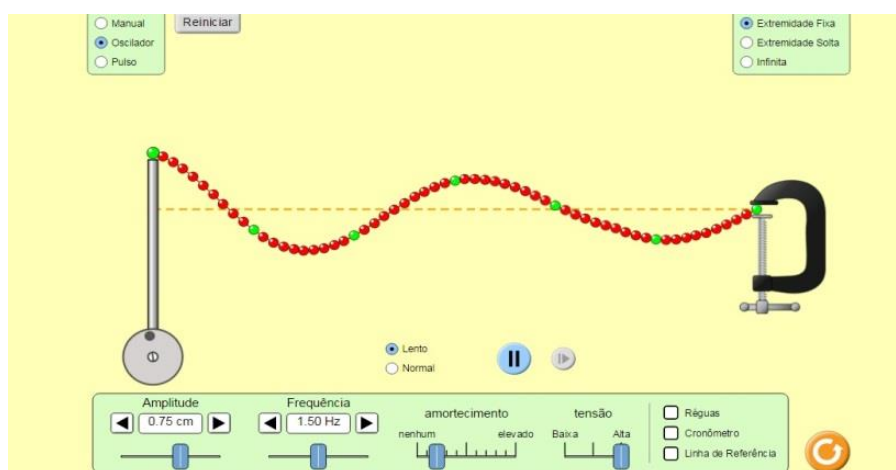 Manual
Oscilador
Pulso
Reiniciar
Extremidade Fixa
Extremidade Solta
Infinita
Lento
Normal
Amplitude
0.75 cm
Frequência
1.50 Hz
amortecimento
nenhum elevado
tensão
Baixa Alta
Réguas
Cronômetro
Linha de Referência